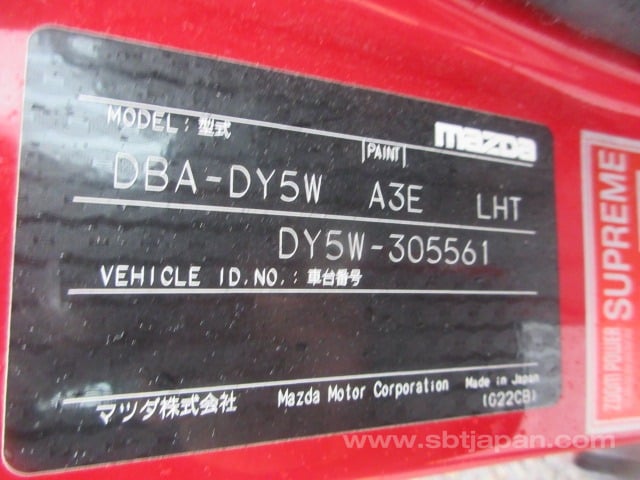 MODEL; 型式
mazda
PAINT
DBA-DY5W A3E LHT
DY5W-305561
VEHICLE ID.NO.: 車台番号
マツダ株式会社 Mazda Motor Corporation Made in Japan
(G22CB)
SUPREME
www.sbtjapan.com